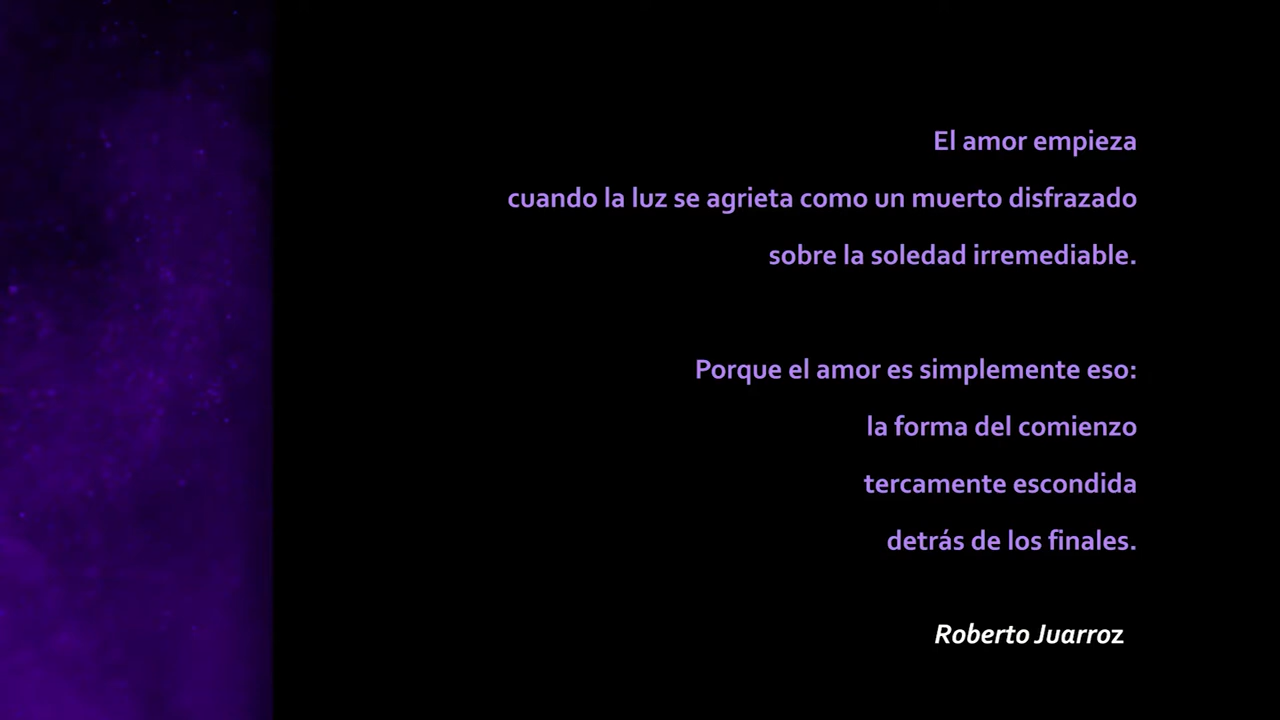 El amor empieza
cuando la luz se agrieta como un muerto disfrazado
sobre la soledad irremediable.
Porque el amor es simplemente eso:
la forma del comienzo
tercamente escondida
detrás de los finales.
Roberto Juarroz